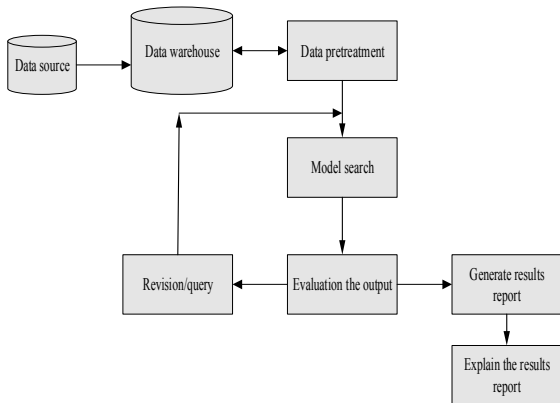 Data source
Data warehouse
Data pretreatment
Model search
Revision/query
Evaluation the output
Generate results
report
Explain the results
report